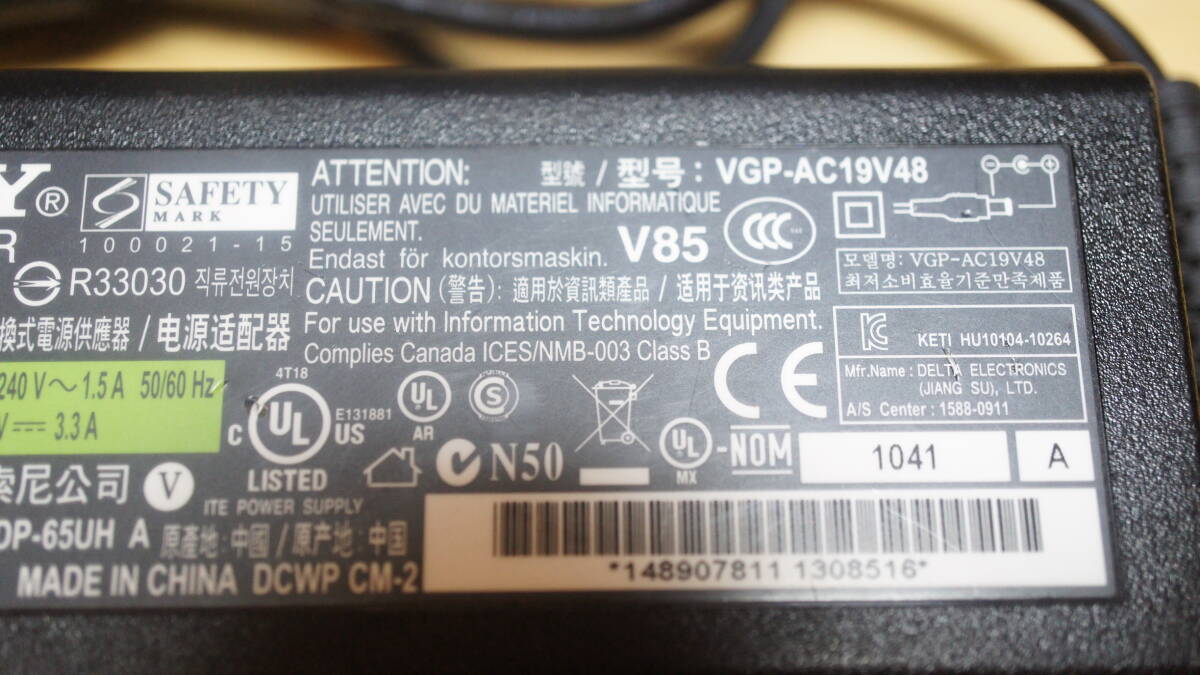 Y®
SAFETY
MARK
100021-15
R
R33030 직류전원장치
換式電源供應器 / 电源适配器
240 V～1.5 A 50/60 Hz
V⎓ 3.3 A
索尼公司
V
DP-65UH A 原產地: 中國 / 原产地: 中国
MADE IN CHINA DCWP CM-2
ATTENTION:
型號 / 型号: VGP-AC19V48
UTILISER AVEC DU MATERIEL INFORMATIQUE
SEULEMENT.
Endast för kontorsmaskin.
V85
CCC
CAUTION (警告): 適用於資訊類產品 / 适用于资讯类产品
For use with Information Technology Equipment.
Complies Canada ICES/NMB-003 Class B
모델명: VGP-AC19V48
최저소비효율기준만족제품
KC
KETI HU10104-10264
Mfr.Name: DELTA ELECTRONICS
(JIANG SU), LTD.
A/S Center: 1588-0911
4T18
C UL US
E131881
LISTED
ITE POWER SUPPLY
UL
AR
S
CE
N50
UL
MX
-NOM
1041
A
*148907811 1308516*